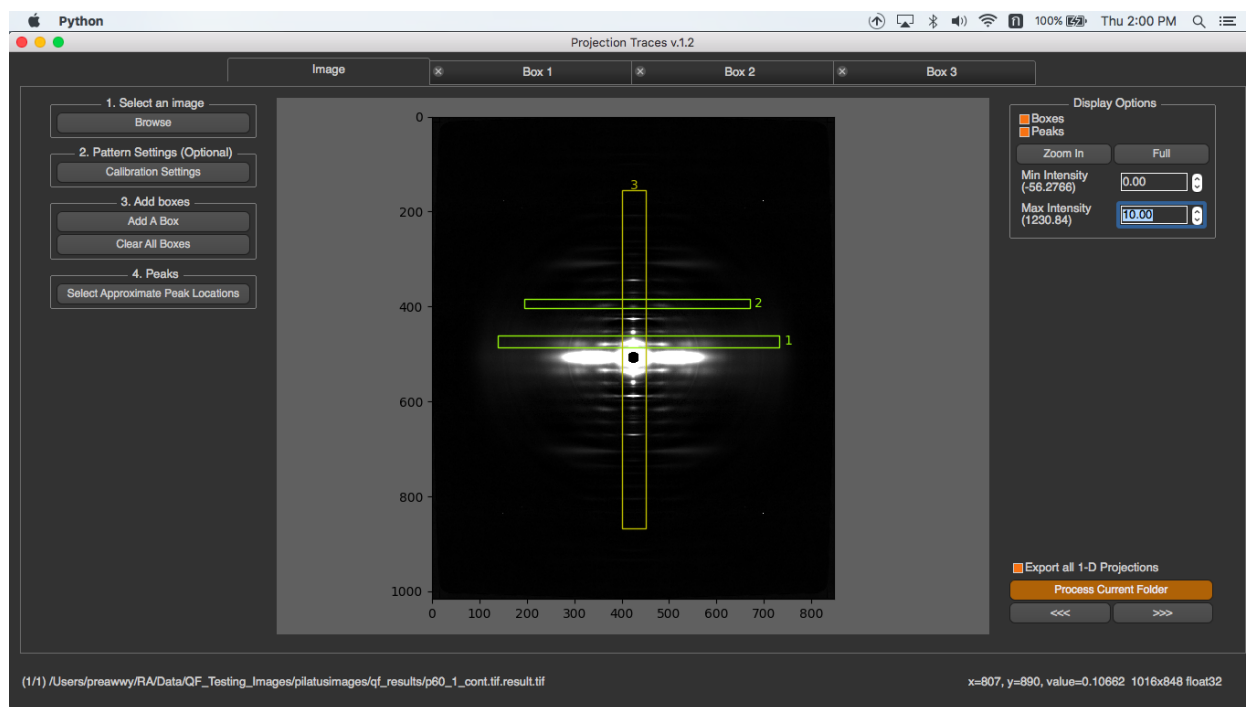 Python
100% Thu 2:00 PM
Projection Traces v.1.2
Image
Box 1
Box 2
Box 3
1. Select an image
Browse
2. Pattern Settings (Optional)
Calibration Settings
3. Add boxes
Add A Box
Clear All Boxes
4. Peaks
Select Approximate Peak Locations
0
200
400
600
800
1000
0 100 200 300 400 500 600 700 800
3
2
1
Display Options
Boxes
Peaks
Zoom In Full
Min Intensity
(-56.2766)
0.00
Max Intensity
(1230.84)
10.00
Export all 1-D Projections
Process Current Folder
<<< >>>
(1/1) /Users/preawwy/RA/Data/QF_Testing_Images/pilatusimages/qf_results/p60_1_cont.tif.result.tif
x=807, y=890, value=0.10662 1016x848 float32